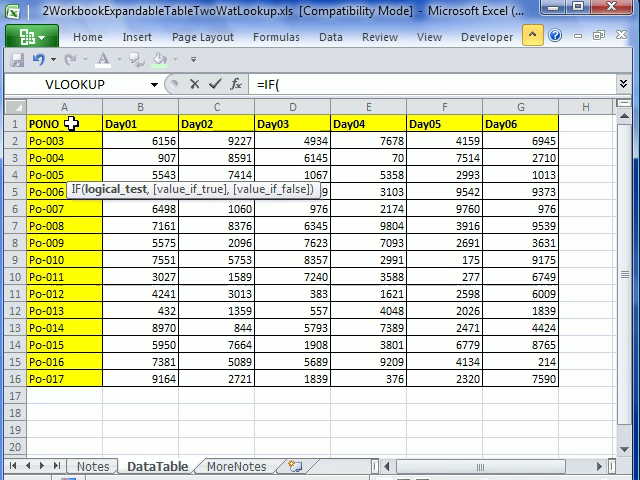 2WorkbookExpandableTableTwoWatLookup.xls [Compatibility Mode] - Microsoft Excel (...
File Home Insert Page Layout Formulas Data Review View Developer
VLOOKUP =IF(
A B C D E F G H
1 PONO Day01 Day02 Day03 Day04 Day05 Day06
2 Po-003 6156 9227 4934 7678 4159 6945
3 Po-004 907 8591 6145 70 7514 2710
4 Po-005 5543 7414 1067 5358 2993 1013
5 Po-006 9 3103 9542 9373
IF(logical_test, [value_if_true], [value_if_false])
6 Po-007 6498 1060 976 2174 9760 976
7 Po-008 7161 8376 6345 9804 3916 9539
8 Po-009 5575 2096 7623 7093 2691 3631
9 Po-010 7551 5753 8357 2991 175 9175
10 Po-011 3027 1589 7240 3588 277 6749
11 Po-012 4241 3013 383 1621 2598 6009
12 Po-013 432 1359 557 4048 2026 1839
13 Po-014 8970 844 5793 7389 2471 4424
14 Po-015 5950 7664 1908 3801 6779 8765
15 Po-016 7381 5089 5689 9209 4134 214
16 Po-017 9164 2721 1839 376 2320 7590
17
18
19
20
Notes DataTable MoreNotes